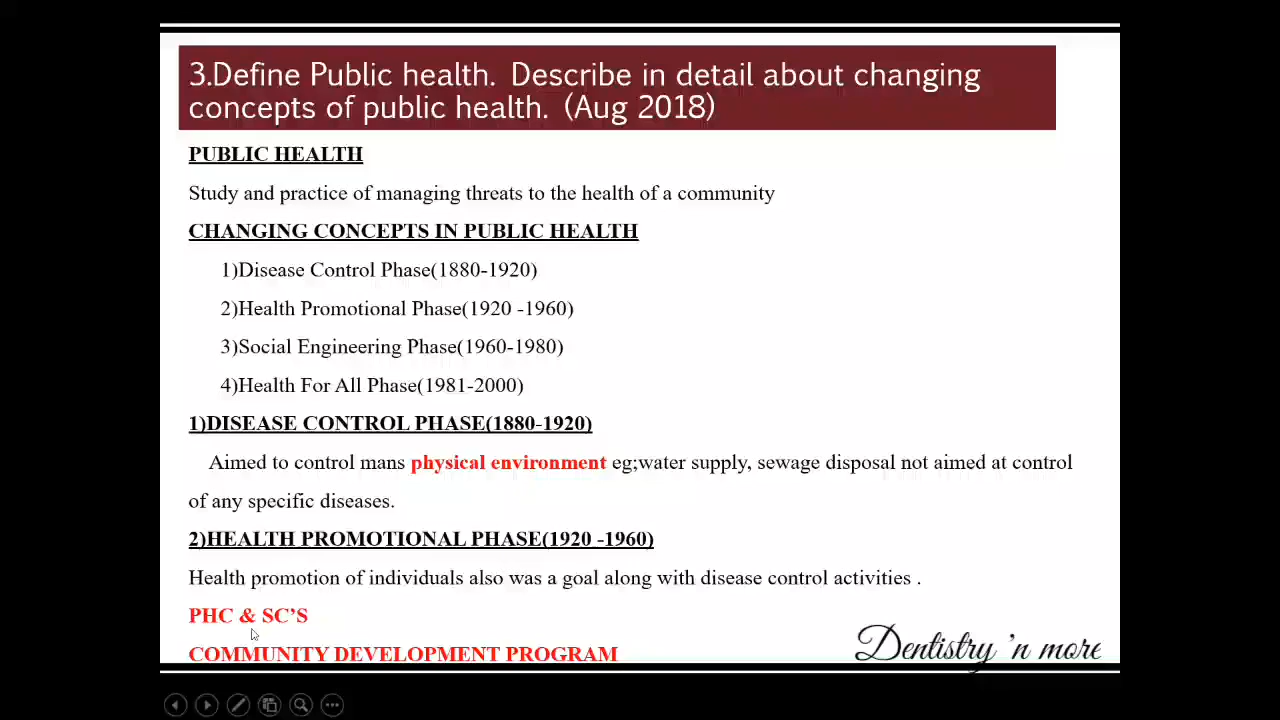 3.Define Public health. Describe in detail about changing
concepts of public health. (Aug 2018)
PUBLIC HEALTH
Study and practice of managing threats to the health of a community
CHANGING CONCEPTS IN PUBLIC HEALTH
1)Disease Control Phase(1880-1920)
2)Health Promotional Phase(1920 -1960)
3)Social Engineering Phase(1960-1980)
4)Health For All Phase(1981-2000)
1)DISEASE CONTROL PHASE(1880-1920)
Aimed to control mans physical environment eg;water supply, sewage disposal not aimed at control
of any specific diseases.
2)HEALTH PROMOTIONAL PHASE(1920 -1960)
Health promotion of individuals also was a goal along with disease control activities .
PHC & SC’S
COMMUNITY DEVELOPMENT PROGRAM
Dentistry ’n more